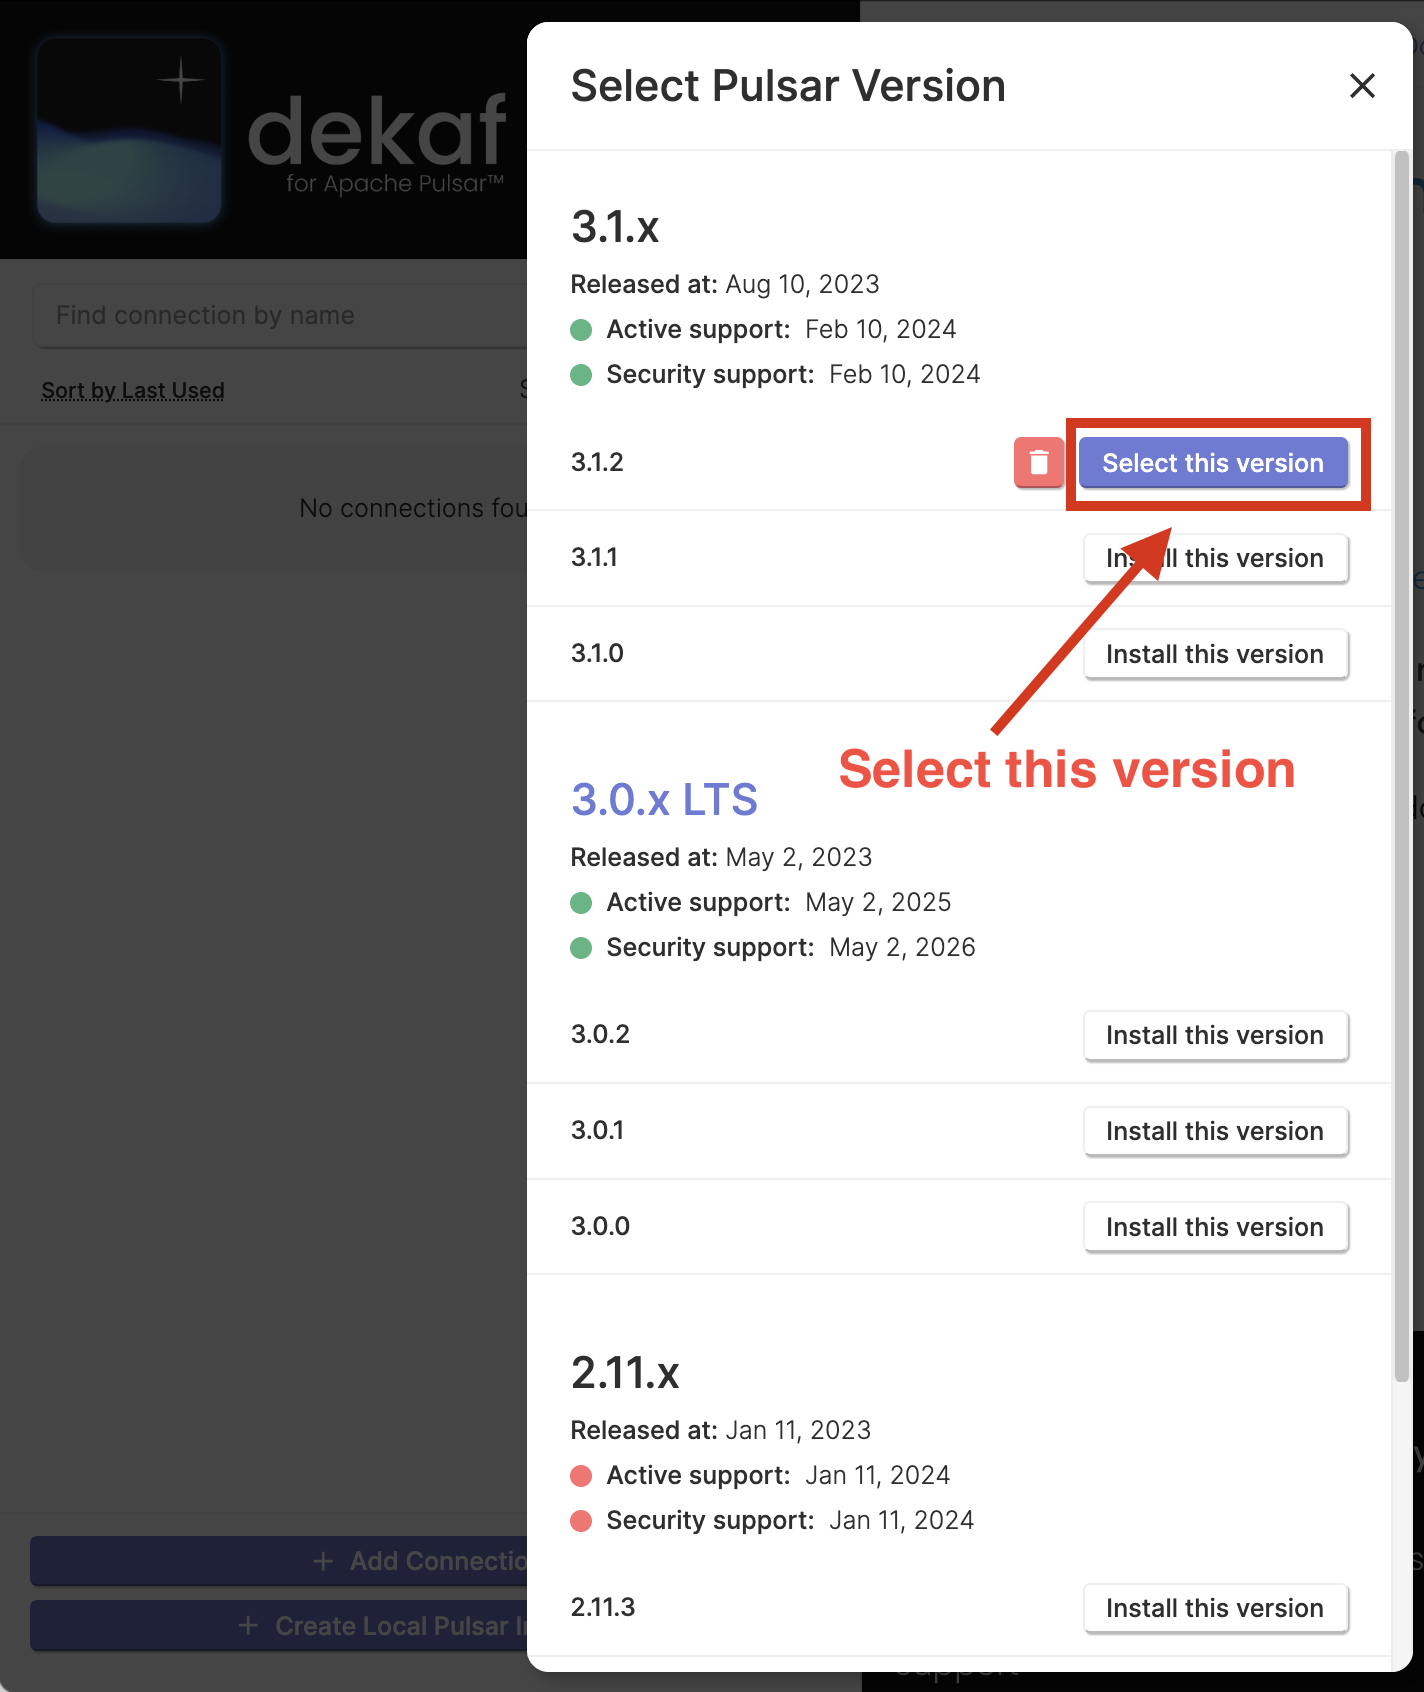 dekaf
for Apache Pulsar™
Find connection by name
Sort by Last Used
No connections fou
+ Add Connectio
+ Create Local Pulsar I
Select Pulsar Version
3.1.x
Released at: Aug 10, 2023
Active support: Feb 10, 2024
Security support: Feb 10, 2024
3.1.2
Select this version
3.1.1
Install this version
3.1.0
Install this version
Select this version
3.0.x LTS
Released at: May 2, 2023
Active support: May 2, 2025
Security support: May 2, 2026
3.0.2
Install this version
3.0.1
Install this version
3.0.0
Install this version
2.11.x
Released at: Jan 11, 2023
Active support: Jan 11, 2024
Security support: Jan 11, 2024
2.11.3
Install this version
support